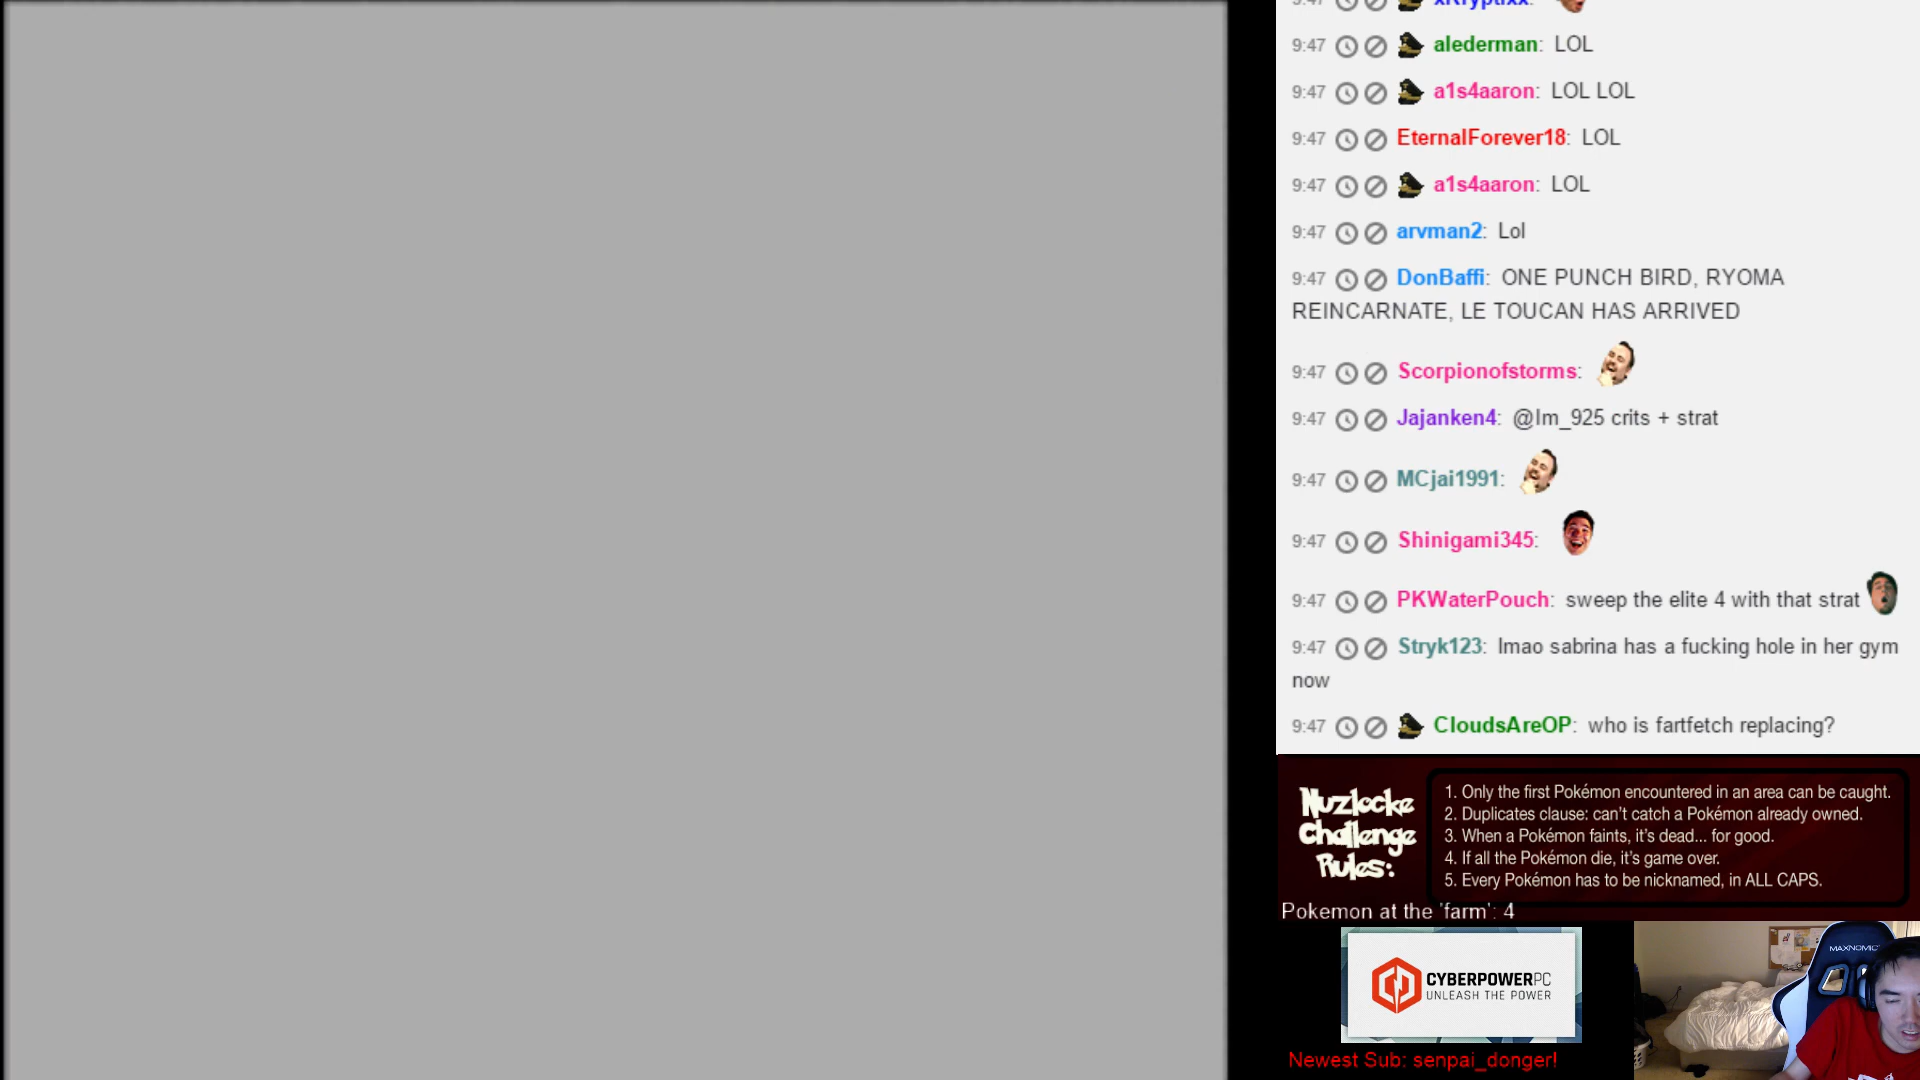 9:47 xKryptixx:
9:47 alederman: LOL
9:47 a1s4aaron: LOL LOL
9:47 EternalForever18: LOL
9:47 a1s4aaron: LOL
9:47 arvman2: Lol
9:47 DonBaffi: ONE PUNCH BIRD, RYOMA
REINCARNATE, LE TOUCAN HAS ARRIVED
9:47 Scorpionofstorms:
9:47 Jajanken4: @Im_925 crits + strat
9:47 MCjai1991:
9:47 Shinigami345:
9:47 PKWaterPouch: sweep the elite 4 with that strat
9:47 Stryk123: lmao sabrina has a fucking hole in her gym
now
9:47 CloudsAreOP: who is fartfetch replacing?
Nuzlocke
Challenge
Rules:
1. Only the first Pokémon encountered in an area can be caught.
2. Duplicates clause: can't catch a Pokémon already owned.
3. When a Pokémon faints, it's dead... for good.
4. If all the Pokémon die, it's game over.
5. Every Pokémon has to be nicknamed, in ALL CAPS.
Pokemon at the 'farm': 4
CYBERPOWERPC
UNLEASH THE POWER
MAXNOMIC
Newest Sub: senpai_donger!